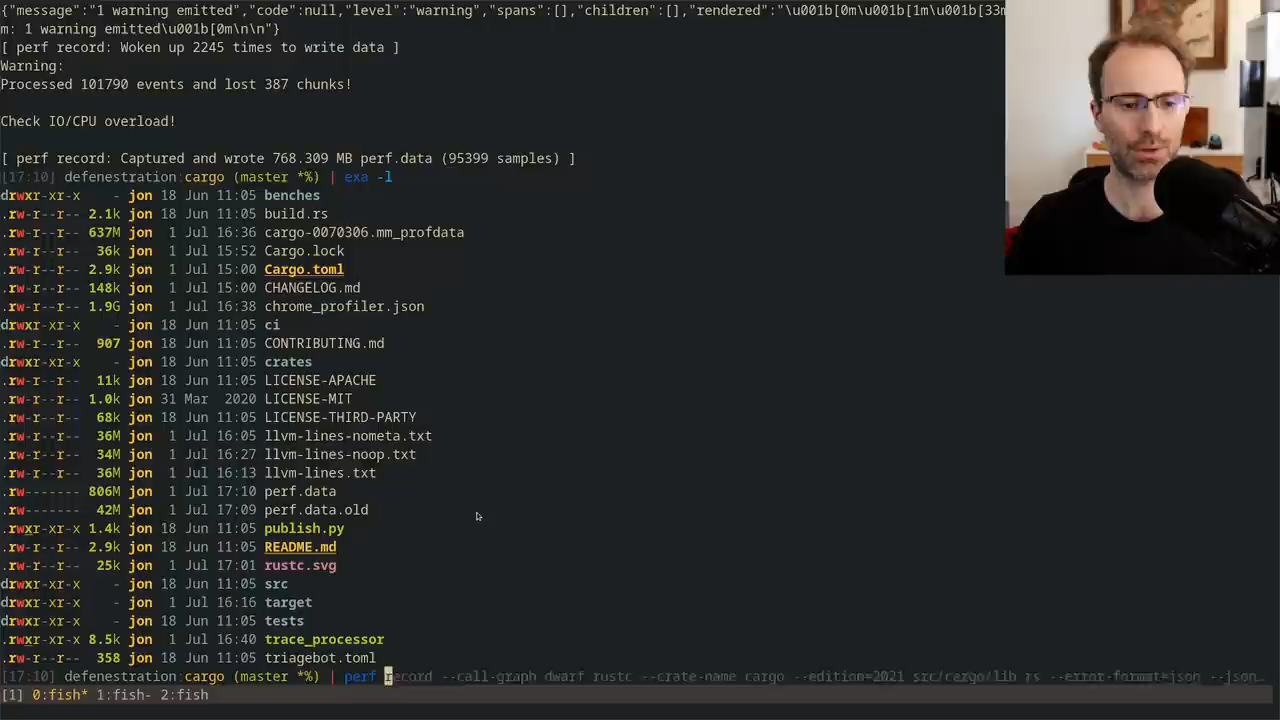 {"message":"1 warning emitted","code":null,"level":"warning","spans":[],"children":[],"rendered":"\u001b[0m\u001b[1m\u001b[33
m: 1 warning emitted\u001b[0m\n\n"}
[ perf record: Woken up 2245 times to write data ]
Warning:
Processed 101790 events and lost 387 chunks!
Check IO/CPU overload!
[ perf record: Captured and wrote 768.309 MB perf.data (95399 samples) ]
[17:10] defenestration:cargo (master *%) | exa -l
drwxr-xr-x - jon 18 Jun 11:05 benches
.rw-r--r-- 2.1k jon 18 Jun 11:05 build.rs
.rw-r--r-- 637M jon 1 Jul 16:36 cargo-0070306.mm_profdata
.rw-r--r-- 36k jon 1 Jul 15:52 Cargo.lock
.rw-r--r-- 2.9k jon 1 Jul 15:00 Cargo.toml
.rw-r--r-- 148k jon 1 Jul 15:00 CHANGELOG.md
.rw-r--r-- 1.9G jon 1 Jul 16:38 chrome_profiler.json
drwxr-xr-x - jon 18 Jun 11:05 ci
.rw-r--r-- 907 jon 18 Jun 11:05 CONTRIBUTING.md
drwxr-xr-x - jon 18 Jun 11:05 crates
.rw-r--r-- 11k jon 18 Jun 11:05 LICENSE-APACHE
.rw-r--r-- 1.0k jon 31 Mar 2020 LICENSE-MIT
.rw-r--r-- 68k jon 18 Jun 11:05 LICENSE-THIRD-PARTY
.rw-r--r-- 36M jon 1 Jul 16:05 llvm-lines-nometa.txt
.rw-r--r-- 34M jon 1 Jul 16:27 llvm-lines-noop.txt
.rw-r--r-- 36M jon 1 Jul 16:13 llvm-lines.txt
.rw------- 806M jon 1 Jul 17:10 perf.data
.rw------- 42M jon 1 Jul 17:09 perf.data.old
.rwxr-xr-x 1.4k jon 18 Jun 11:05 publish.py
.rw-r--r-- 2.9k jon 18 Jun 11:05 README.md
.rw-r--r-- 25k jon 1 Jul 17:01 rustc.svg
drwxr-xr-x - jon 18 Jun 11:05 src
drwxr-xr-x - jon 1 Jul 16:16 target
drwxr-xr-x - jon 18 Jun 11:05 tests
.rwxr-xr-x 8.5k jon 1 Jul 16:40 trace_processor
.rw-r--r-- 358 jon 18 Jun 11:05 triagebot.toml
[17:10] defenestration:cargo (master *%) | perf record --call-graph dwarf rustc --crate-name cargo --edition=2021 src/cargo/lib.rs --error-format=json --json…
[1] 0:fish* 1:fish- 2:fish